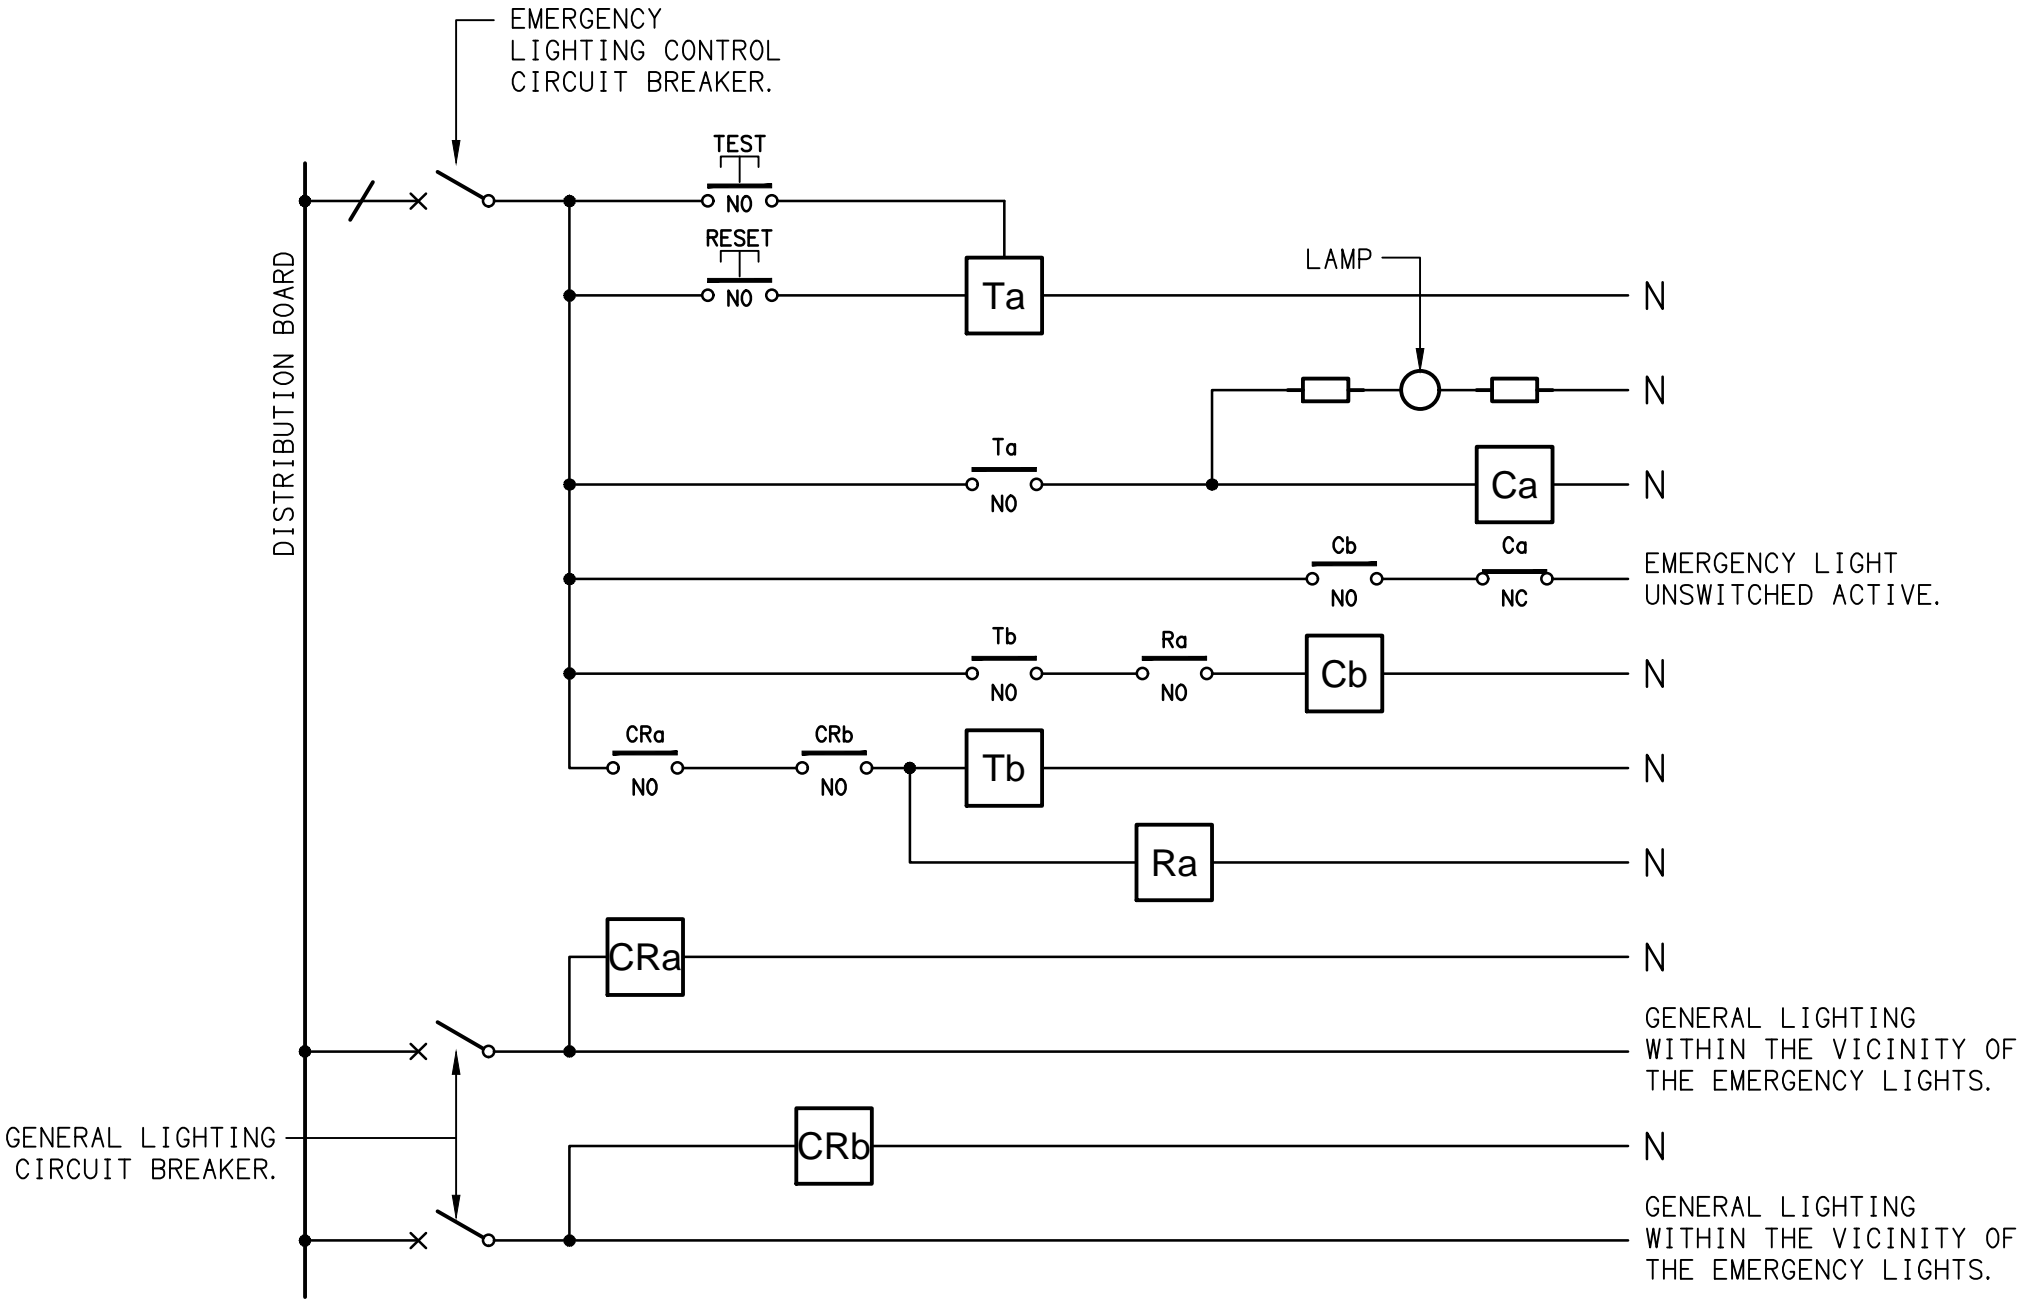 EMERGENCY
LIGHTING CONTROL
CIRCUIT BREAKER.
TEST
NO
RESET
NO
Ta
N
LAMP
N
DISTRIBUTION BOARD
Ta
NO
Ca
N
Cb
NO
Ca
NC
EMERGENCY LIGHT
UNSWITCHED ACTIVE.
Tb
NO
Ra
NO
Cb
N
CRa
NO
CRb
NO
Tb
N
Ra
N
CRa
N
GENERAL LIGHTING
WITHIN THE VICINITY OF
THE EMERGENCY LIGHTS.
GENERAL LIGHTING
CIRCUIT BREAKER.
CRb
N
GENERAL LIGHTING
WITHIN THE VICINITY OF
THE EMERGENCY LIGHTS.